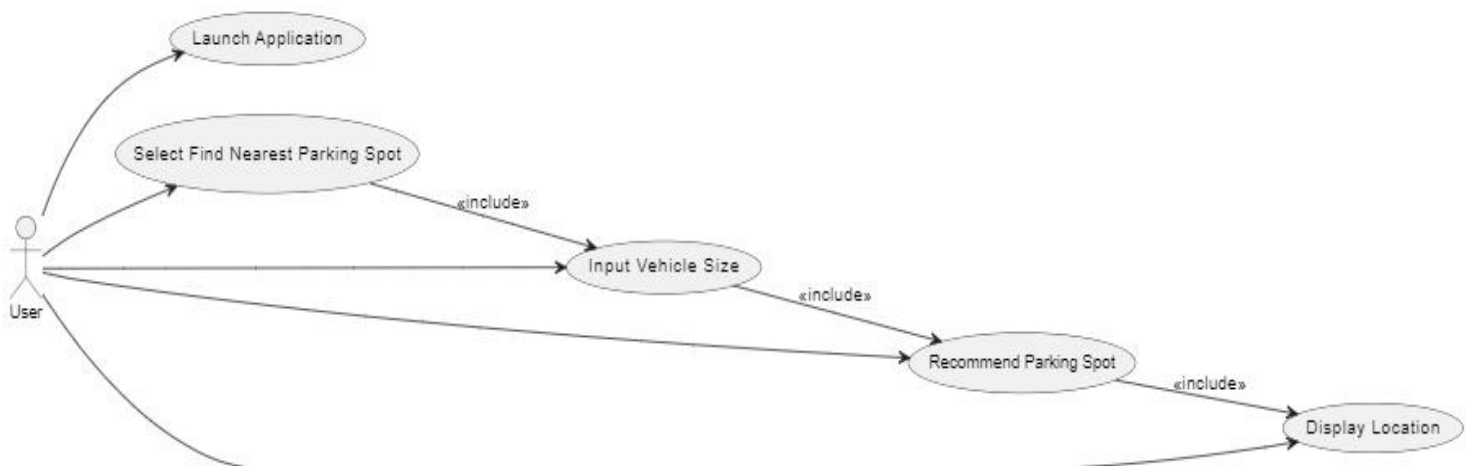 Launch Application
Select Find Nearest Parking Spot
«include»
Input Vehicle Size
«include»
User
Recommend Parking Spot
«include»
Display Location